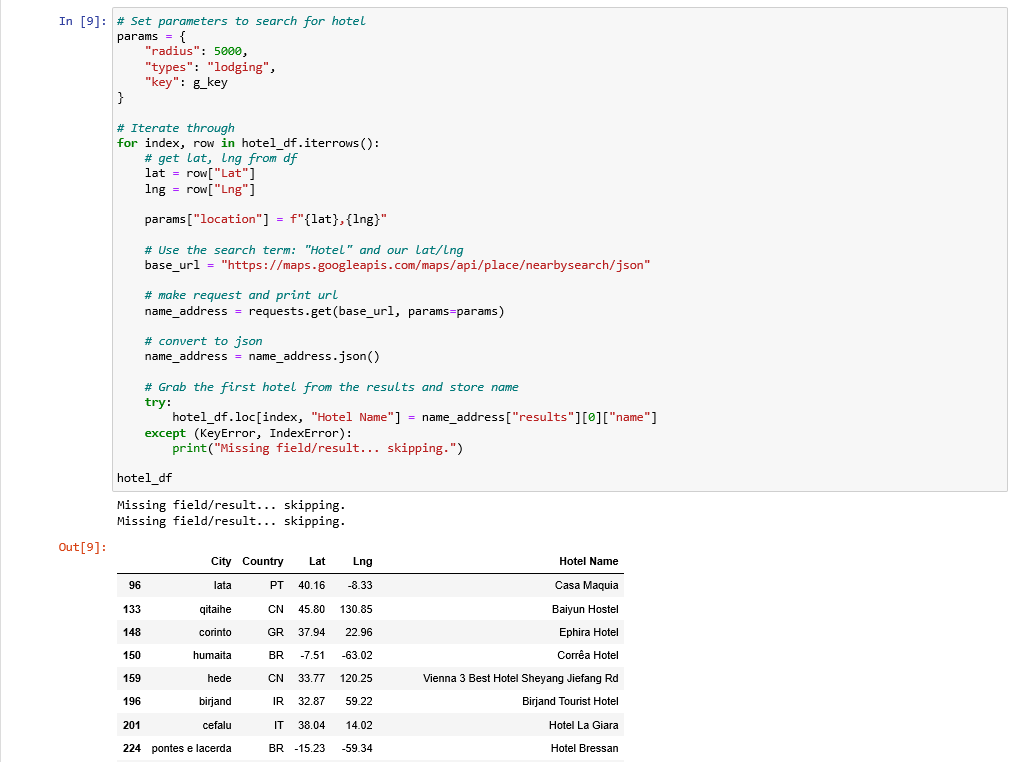 In [9]: # Set parameters to search for hotel
params = {
    "radius": 5000,
    "types": "lodging",
    "key": g_key
}
# Iterate through
for index, row in hotel_df.iterrows():
    # get lat, lng from df
    lat = row["Lat"]
    lng = row["Lng"]
    params["location"] = f"{lat},{lng}"
    # Use the search term: "Hotel" and our lat/lng
    base_url = "https://maps.googleapis.com/maps/api/place/nearbysearch/json"
    # make request and print url
    name_address = requests.get(base_url, params=params)
    # convert to json
    name_address = name_address.json()
    # Grab the first hotel from the results and store name
    try:
        hotel_df.loc[index, "Hotel Name"] = name_address["results"][0]["name"]
    except (KeyError, IndexError):
        print("Missing field/result... skipping.")
hotel_df
Missing field/result... skipping.
Missing field/result... skipping.
Out[9]:
City Country Lat Lng Hotel Name
96 lata PT 40.16 -8.33 Casa Maquia
133 qitaihe CN 45.80 130.85 Baiyun Hostel
148 corinto GR 37.94 22.96 Ephira Hotel
150 humaita BR -7.51 -63.02 Corrêa Hotel
159 hede CN 33.77 120.25 Vienna 3 Best Hotel Sheyang Jiefang Rd
196 birjand IR 32.87 59.22 Birjand Tourist Hotel
201 cefalu IT 38.04 14.02 Hotel La Giara
224 pontes e lacerda BR -15.23 -59.34 Hotel Bressan